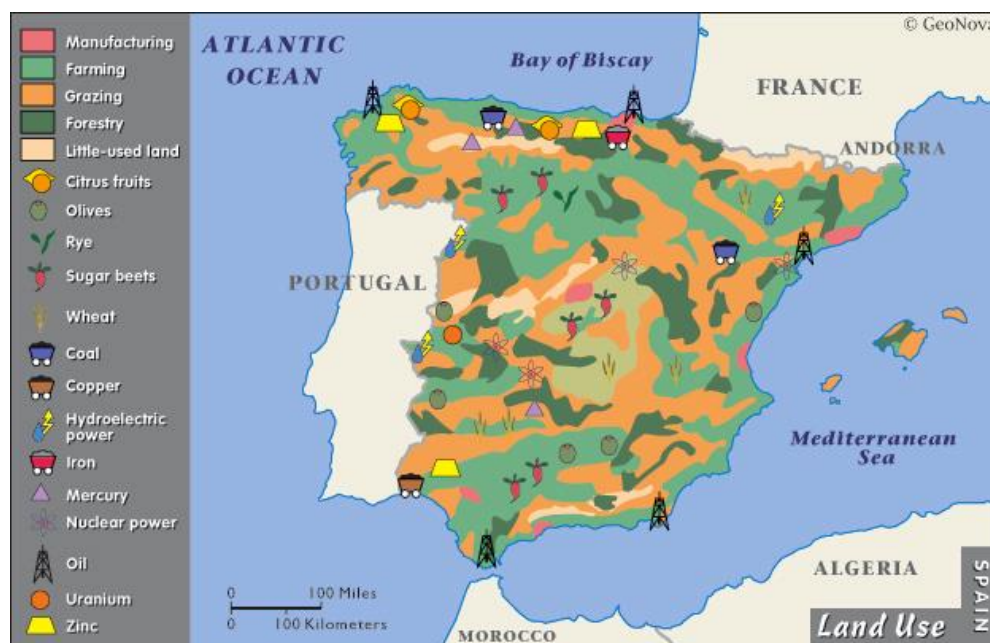 Manufacturing
Farming
Grazing
Forestry
Little-used land
Citrus fruits
Olives
Rye
Sugar beets
Wheat
Coal
Copper
Hydroelectric
power
Iron
Mercury
Nuclear power
Oil
Uranium
Zinc
© GeoNova
ATLANTIC
OCEAN
Bay of Biscay
FRANCE
ANDORRA
PORTUGAL
Mediterranean
Sea
ALGERIA
MOROCCO
0 100 Miles
0 100 Kilometers
Land Use
SPAIN